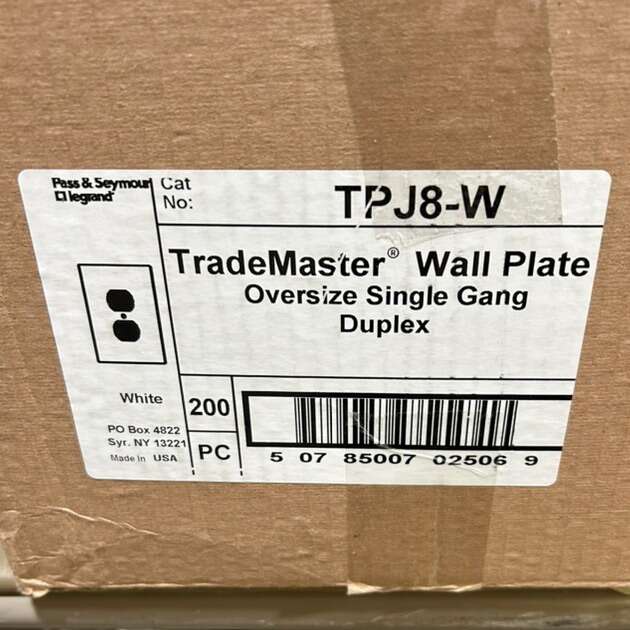 Pass & Seymour
legrand
Cat
No:
TPJ8-W
TradeMaster® Wall Plate
Oversize Single Gang
Duplex
White
PO Box 4822
Syr. NY 13221
Made In USA
200
PC
5 07 85007 02506 9